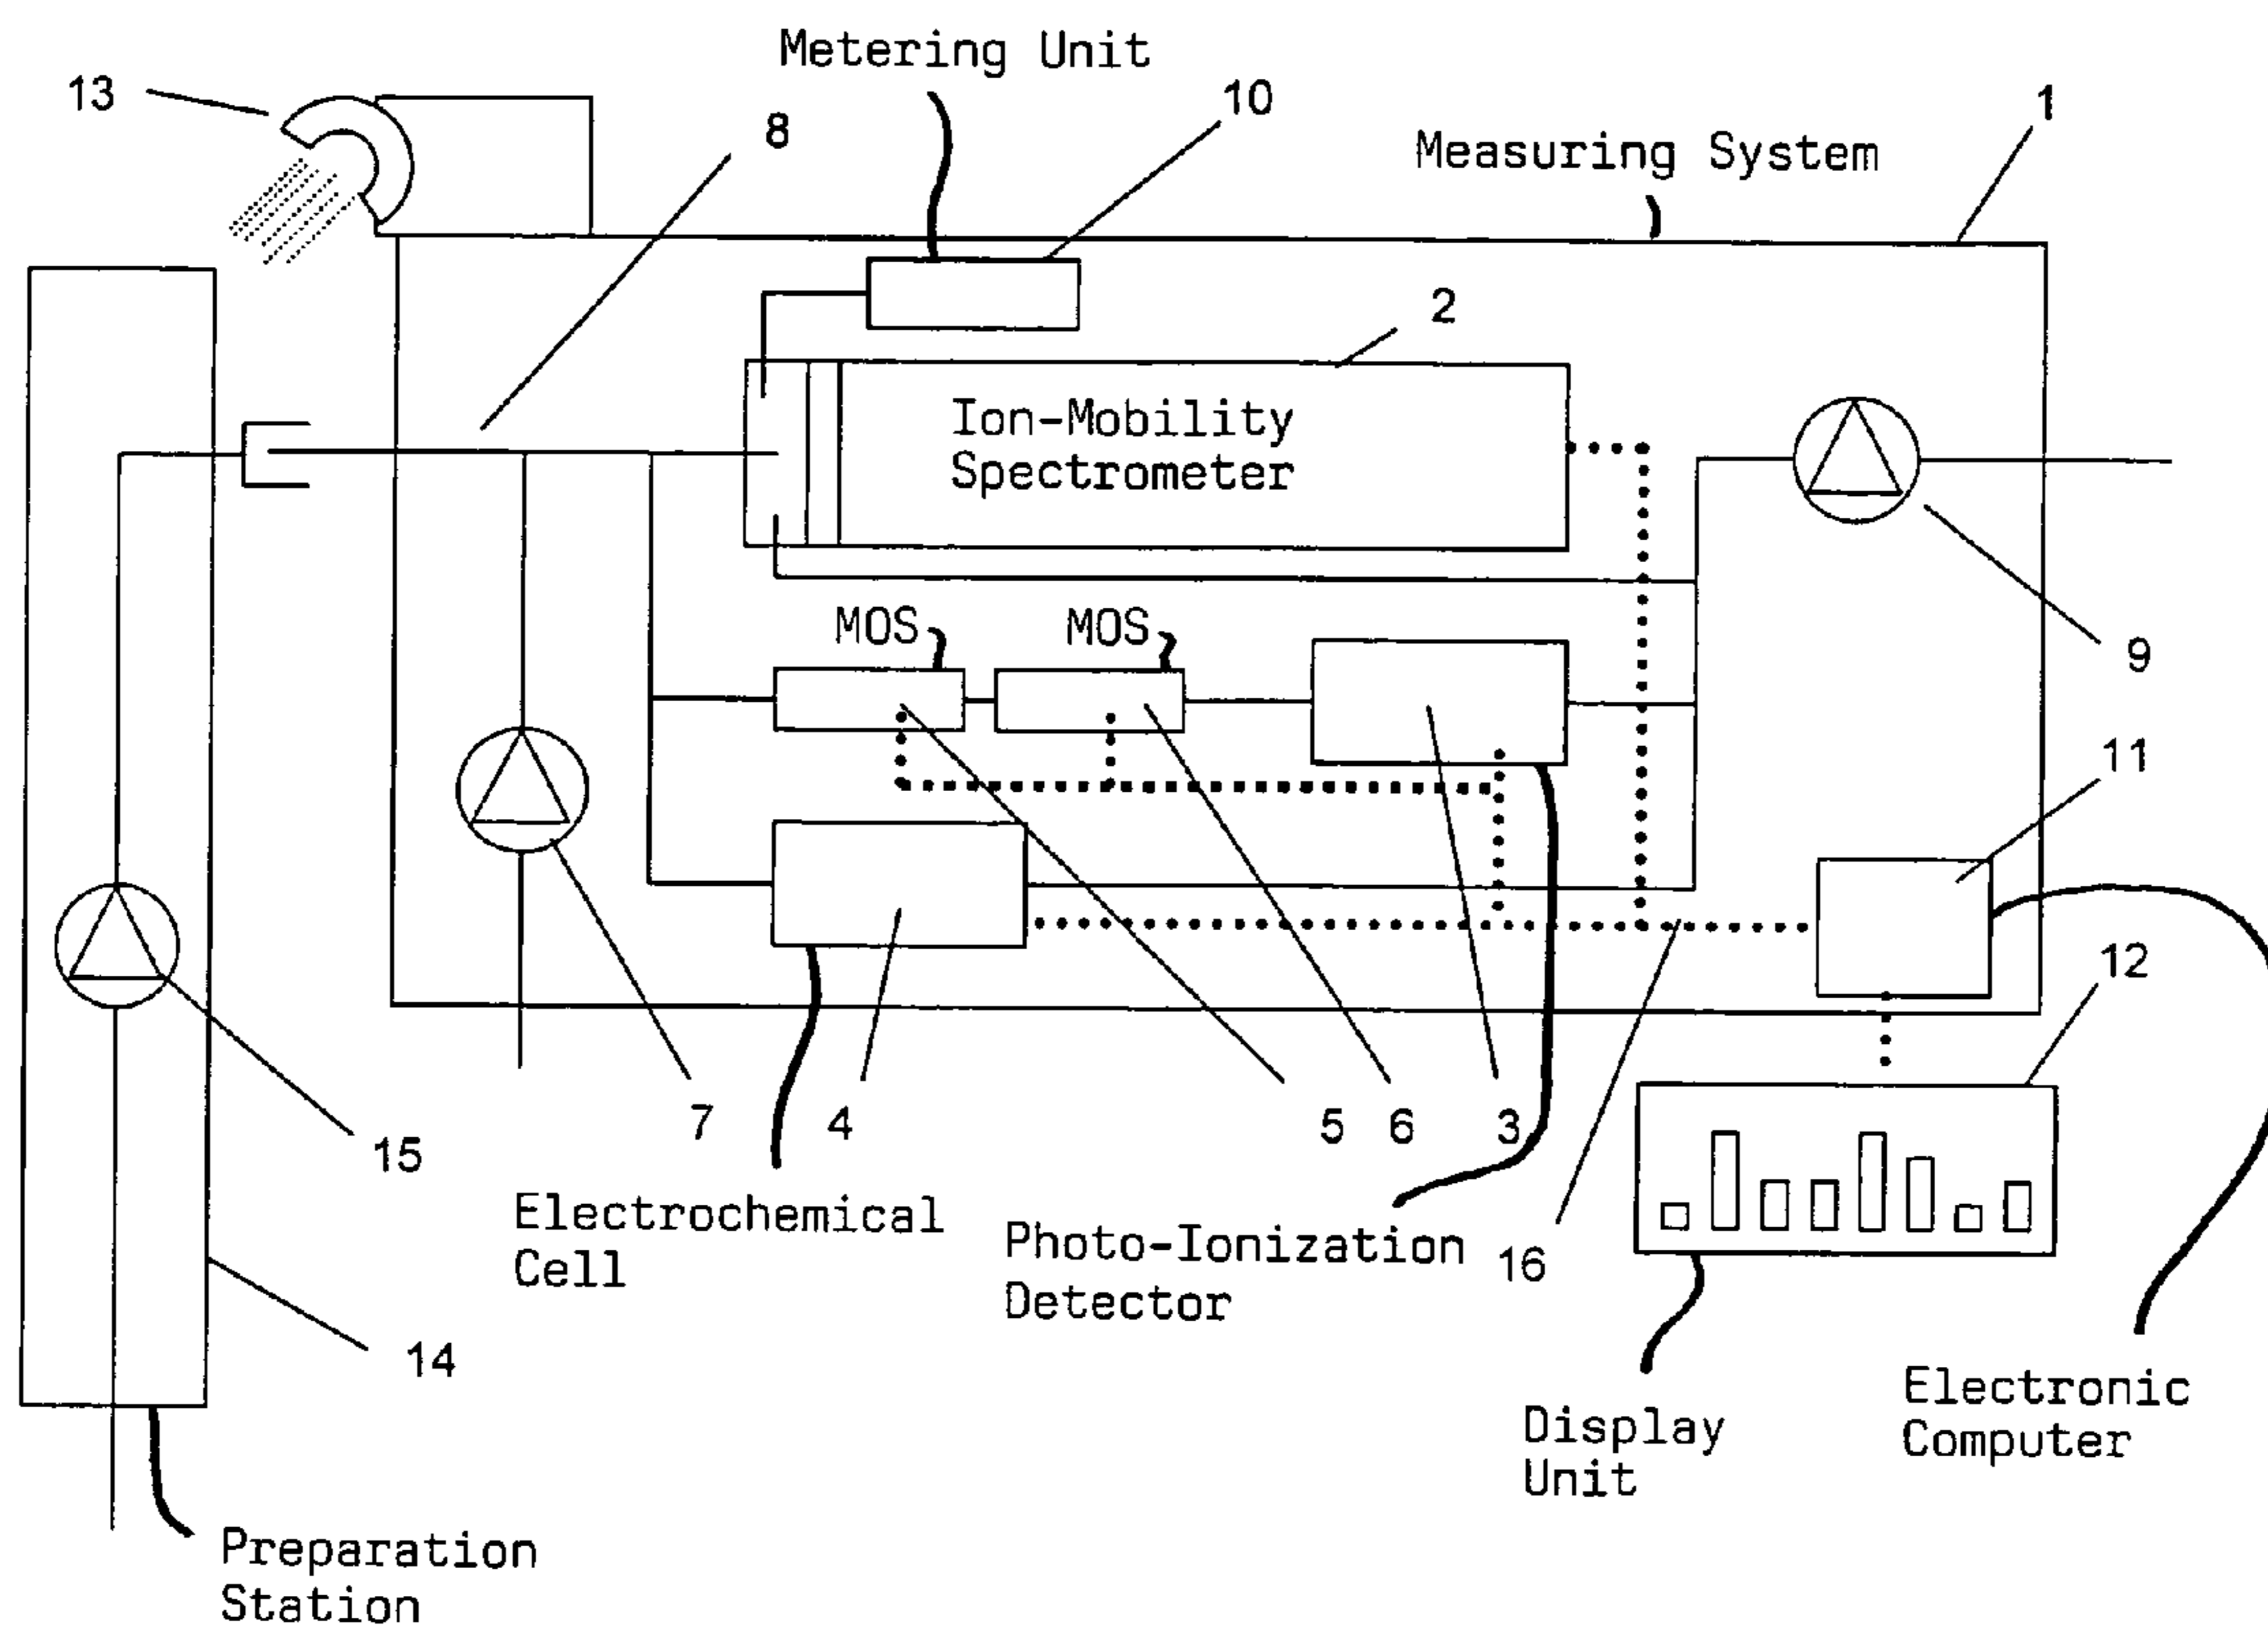 Metering Unit
13
10
1
8
Measuring System
2
Ion-Mobility
Spectrometer
MOS
MOS
9
11
12
7
4
5
6
3
15
Electrochemical
Cell
Photo-Ionization
Detector
16
14
Electronic
Computer
Display
Unit
Preparation
Station